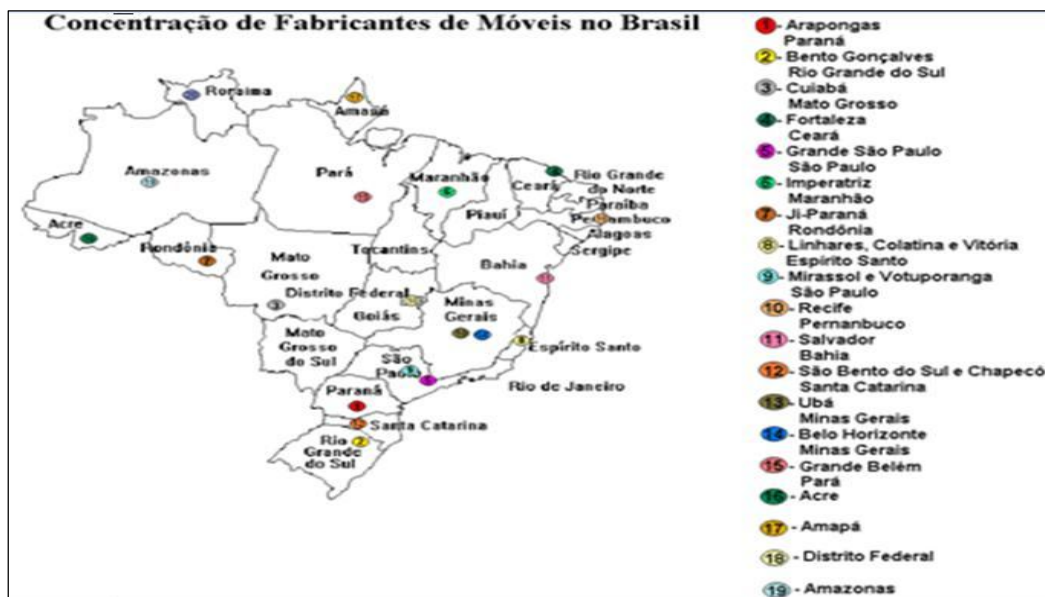 Concentração de Fabricantes de Móveis no Brasil
Roraima
Amapá
Amazonas
Pará
Maranhão
Ceará
Rio Grande
do Norte
Paraíba
Pernambuco
Alagoas
Sergipe
Piauí
Acre
Rondônia
Tocantins
Bahia
Mato
Grosso
Distrito Federal
Goiás
Minas
Gerais
Mato
Grosso
do Sul
Espírito Santo
São
Paulo
Rio de Janeiro
Paraná
Santa Catarina
Rio
Grande
do Sul
1 - Arapongas
Paraná
2 - Bento Gonçalves
Rio Grande do Sul
3 - Cuiabá
Mato Grosso
4 - Fortaleza
Ceará
5 - Grande São Paulo
São Paulo
6 - Imperatriz
Maranhão
7 - Ji-Paraná
Rondônia
8 - Linhares, Colatina e Vitória
Espírito Santo
9 - Mirassol e Votuporanga
São Paulo
10 - Recife
Pernambuco
11 - Salvador
Bahia
12 - São Bento do Sul e Chapecó
Santa Catarina
13 - Ubá
Minas Gerais
14 - Belo Horizonte
Minas Gerais
15 - Grande Belém
Pará
16 - Acre
17 - Amapá
18 - Distrito Federal
19 - Amazonas